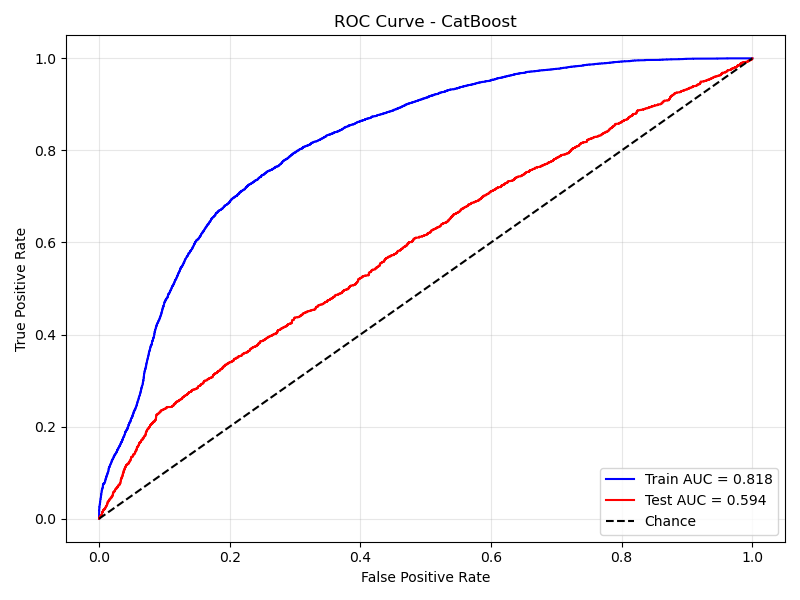 ROC Curve - CatBoost
True Positive Rate
1.0
0.8
0.6
0.4
0.2
0.0
Train AUC = 0.818
Test AUC = 0.594
Chance
0.0 0.2 0.4 0.6 0.8 1.0
False Positive Rate